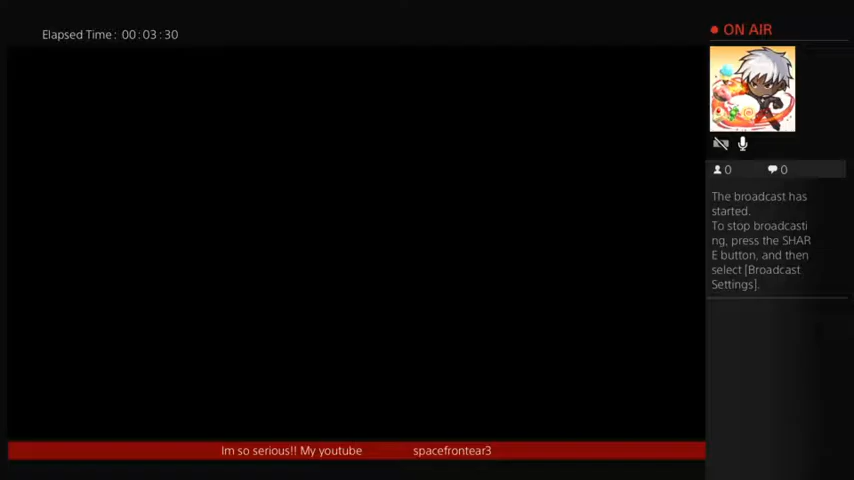 Elapsed Time: 00:03:30
ON AIR
0 0
The broadcast has
started.
To stop broadcasti
ng, press the SHAR
E button, and then
select [Broadcast
Settings].
Im so serious!! My youtube spacefrontear3